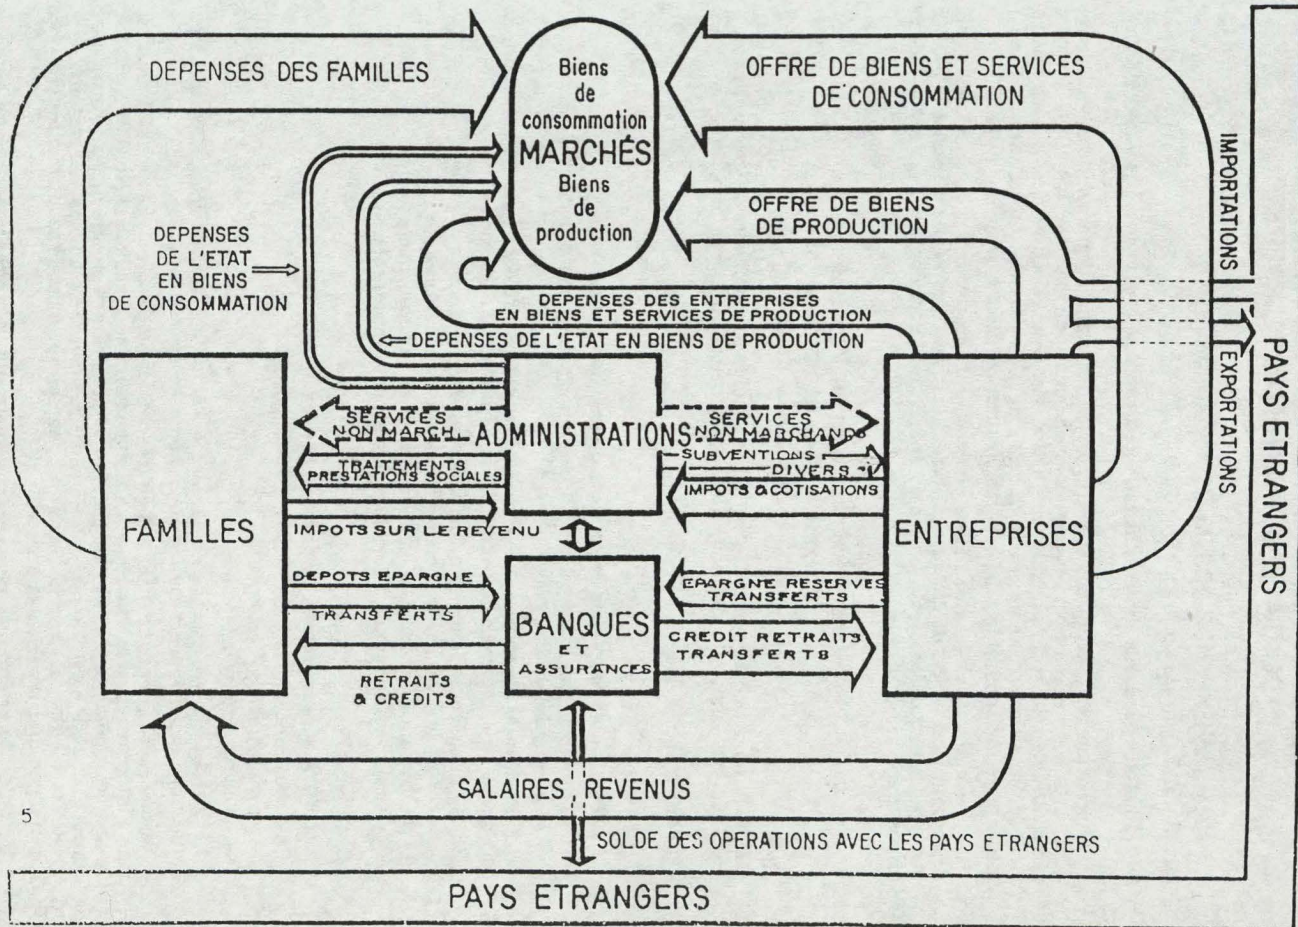 DEPENSES DES FAMILLES
Biens
de
consommation
MARCHÉS
Biens
de
production
OFFRE DE BIENS ET SERVICES
DE CONSOMMATION
OFFRE DE BIENS
DE PRODUCTION
IMPORTATIONS
EXPORTATIONS
PAYS ETRANGERS
DEPENSES
DE L'ETAT
EN BIENS
DE CONSOMMATION
DEPENSES DES ENTREPRISES
EN BIENS ET SERVICES DE PRODUCTION
DEPENSES DE L'ETAT EN BIENS DE PRODUCTION
SERVICES
NON MARCH.
ADMINISTRATIONS
SERVICES
NON MARCHANDS
TRAITEMENTS
PRESTATIONS SOCIALES
SUBVENTIONS
DIVERS
IMPOTS & COTISATIONS
FAMILLES
IMPOTS SUR LE REVENU
ENTREPRISES
DEPOTS EPARGNE
TRANSFERTS
BANQUES
ET
ASSURANCES
EPARGNE RESERVES
TRANSFERTS
CREDIT RETRAITS
TRANSFERTS
RETRAITS
& CREDITS
SALAIRES, REVENUS
5
SOLDE DES OPERATIONS AVEC LES PAYS ETRANGERS
PAYS ETRANGERS